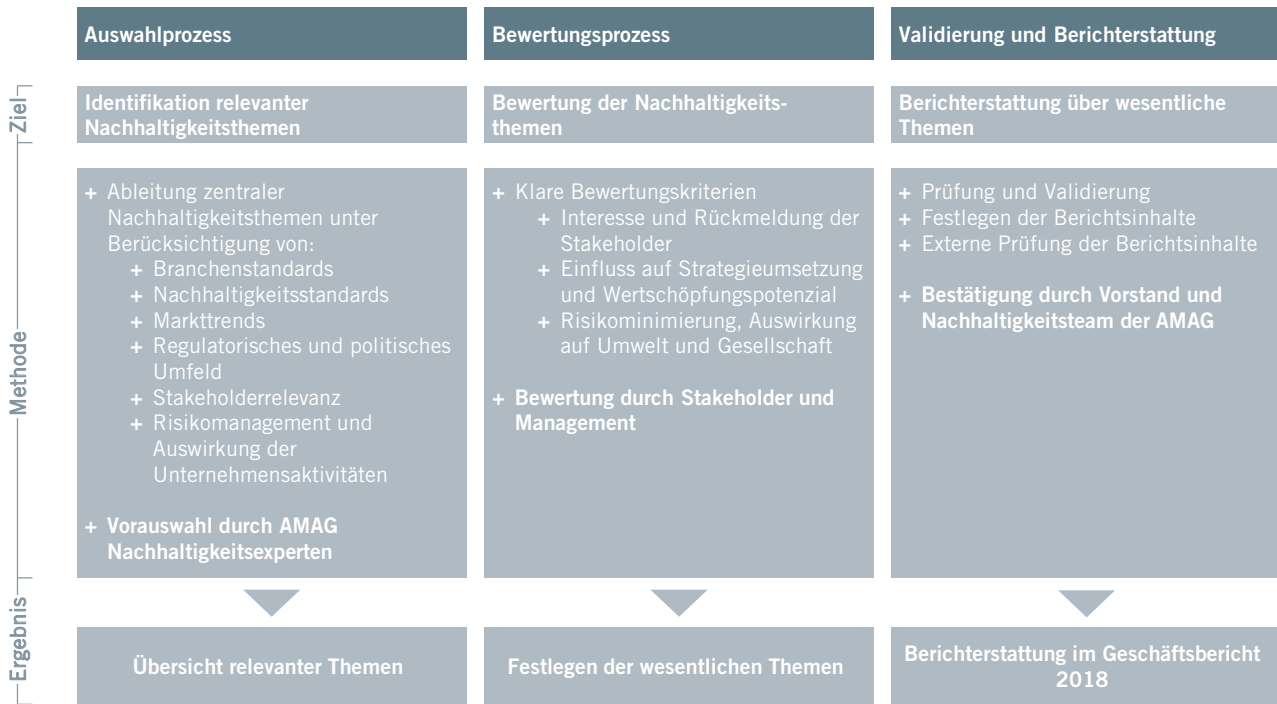 Auswahlprozess
Bewertungsprozess
Validierung und Berichterstattung
Ziel
Identifikation relevanter
Nachhaltigkeitsthemen
Bewertung der Nachhaltigkeits-
themen
Berichterstattung über wesentliche
Themen
Methode
+ Ableitung zentraler
Nachhaltigkeitsthemen unter
Berücksichtigung von:
+ Branchenstandards
+ Nachhaltigkeitsstandards
+ Markttrends
+ Regulatorisches und politisches
Umfeld
+ Stakeholderrelevanz
+ Risikomanagement und
Auswirkung der
Unternehmensaktivitäten
+ Vorauswahl durch AMAG
Nachhaltigkeitsexperten
+ Klare Bewertungskriterien
+ Interesse und Rückmeldung der
Stakeholder
+ Einfluss auf Strategieumsetzung
und Wertschöpfungspotenzial
+ Risikominimierung, Auswirkung
auf Umwelt und Gesellschaft
+ Bewertung durch Stakeholder und
Management
+ Prüfung und Validierung
+ Festlegen der Berichtsinhalte
+ Externe Prüfung der Berichtsinhalte
+ Bestätigung durch Vorstand und
Nachhaltigkeitsteam der AMAG
Ergebnis
Übersicht relevanter Themen
Festlegen der wesentlichen Themen
Berichterstattung im Geschäftsbericht
2018